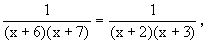 1/((x + 6)(x + 7)) = 1/((x + 2)(x + 3)) ,